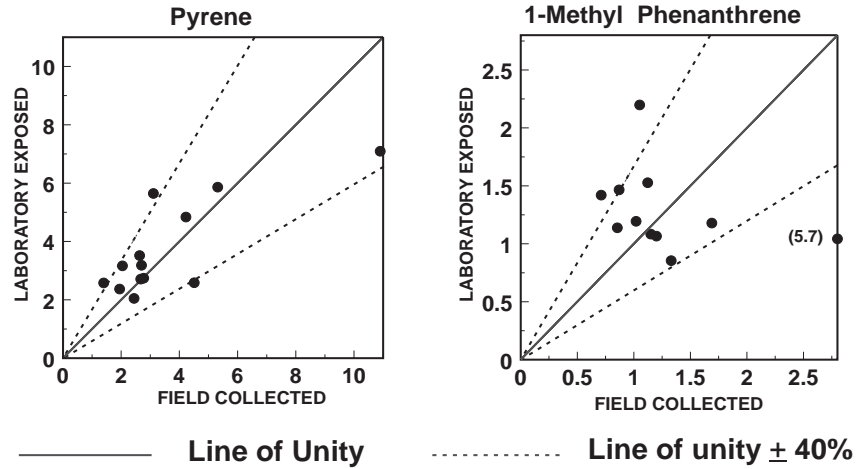 Pyrene
10
8
6
4
2
0
LABORATORY EXPOSED
0 2 4 6 8 10
FIELD COLLECTED
1-Methyl Phenanthrene
2.5
2
1.5
1
0.5
0
LABORATORY EXPOSED
(5.7)
0 0.5 1 1.5 2 2.5
FIELD COLLECTED
Line of Unity
Line of unity ± 40%